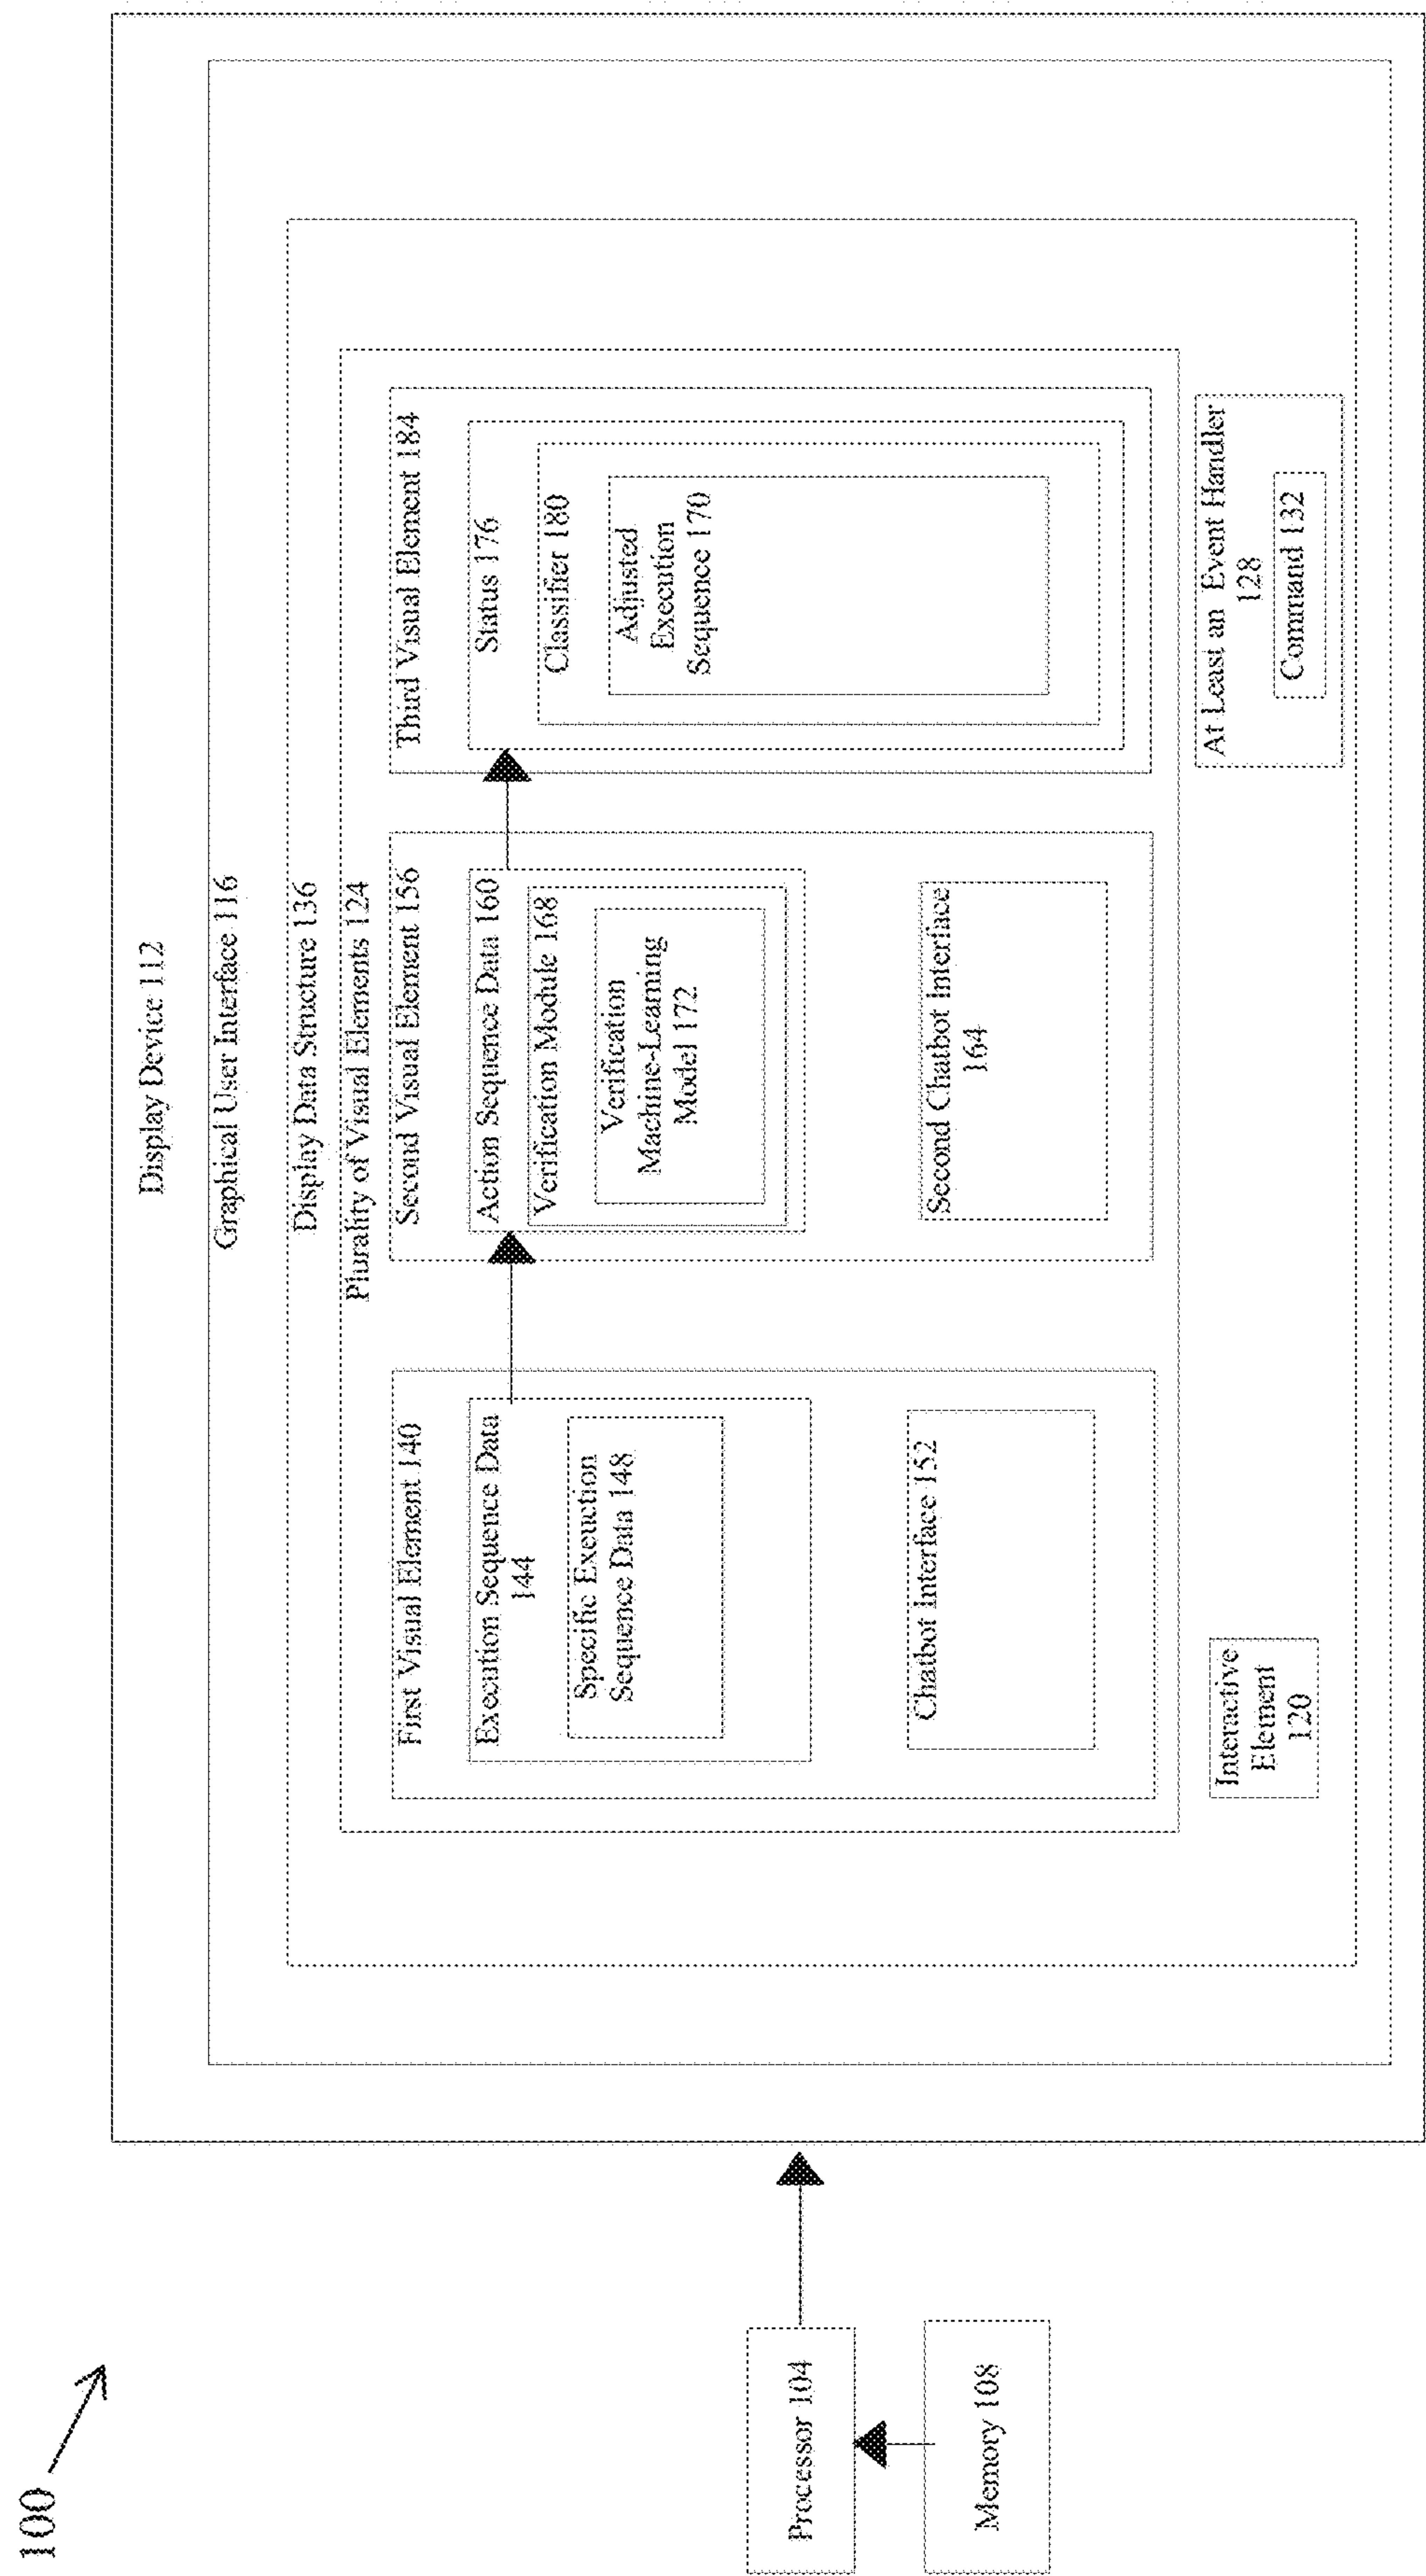 100
Processor 104
Memory 108
Display Device 112
Graphical User Interface 116
Display Data Structure 136
Plurality of Visual Elements 124
First Visual Element 140
Execution Sequence Data
144
Specific Exeuction
Sequence Data 148
Chatbot Interface 152
Second Visual Element 156
Action Sequence Data 160
Verification Module 168
Verification
Machine-Learning
Model 172
Second Chatbot Interface
164
Third Visual Element 184
Status 176
Classifier 180
Adjusted
Execution
Sequence 170
Interactive
Element
120
At Least an Event Handler
128
Command 132